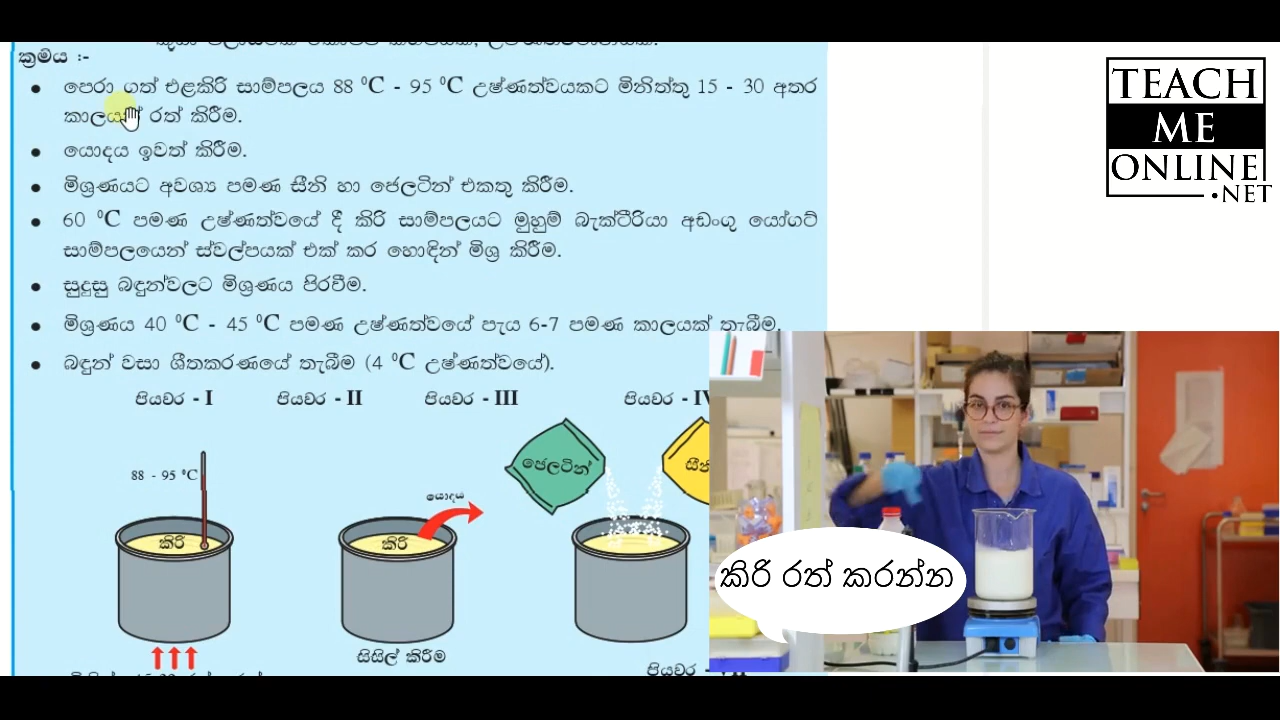 ක්‍රමය :-
• පෙරා ගත් එළකිරි සාම්පලය 88 ⁰C - 95 ⁰C උෂ්ණත්වයකට මිනිත්තු 15 - 30 අතර
රත් කිරීම.
• යොදය ඉවත් කිරීම.
• මිශ්‍රණයට අවශ්‍ය පමණ සීනි හා ජෙලටින් එකතු කිරීම.
• 60 ⁰C පමණ උෂ්ණත්වයේ දී කිරි සාම්පලයට මුහුම් බැක්ටීරියා අඩංගු යෝගට්
සාම්පලයෙන් ස්වල්පයක් එක් කර හොඳින් මිශ්‍ර කිරීම.
• සුදුසු බඳුන්වලට මිශ්‍රණය පිරවීම.
• මිශ්‍රණය 40 ⁰C - 45 ⁰C පමණ උෂ්ණත්වයේ පැය 6-7 පමණ කාලයක් තැබීම.
• බඳුන් වසා ශීතකරණයේ තැබීම (4 ⁰C උෂ්ණත්වයේ).
පියවර - I පියවර - II පියවර - III පියවර - IV
ජෙලටින් සීනි
88 - 95 ⁰C
යොදය
කිරි කිරි
සිසිල් කිරීම
පියවර -
TEACH
ME
ONLINE
.NET
කිරි රත් කරන්න